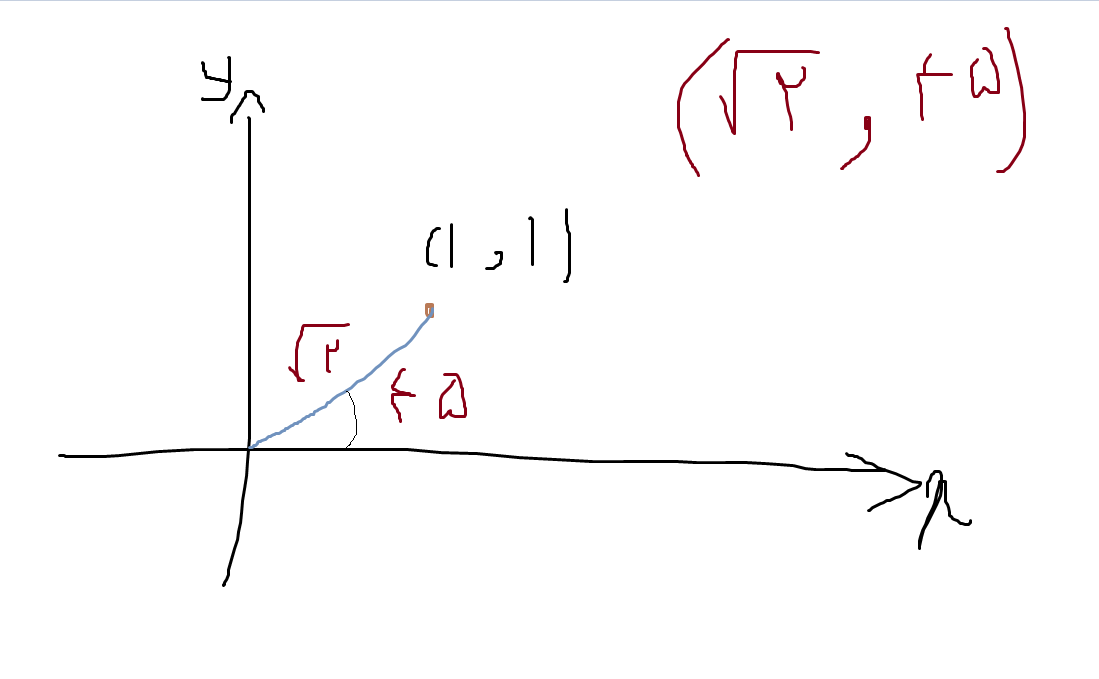 y
(√۲ , ۴۵)
(1 , 1)
√۲
۴۵
x